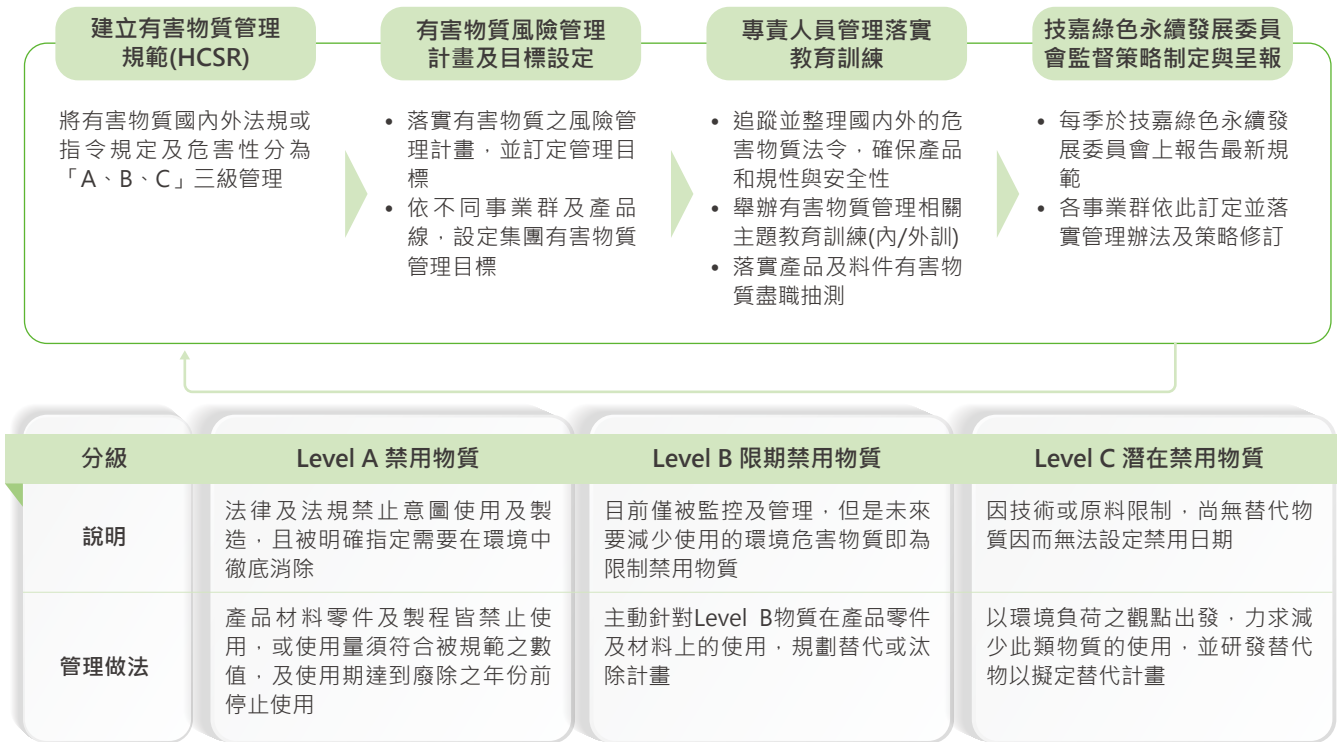 建立有害物質管理
規範(HCSR)
將有害物質國內外法規或
指令規定及危害性分為
「A、B、C」三級管理
有害物質風險管理
計畫及目標設定
• 落實有害物質之風險管
理計畫，並訂定管理目
標
• 依不同事業群及產品
線，設定集團有害物質
管理目標
專責人員管理落實
教育訓練
• 追蹤並整理國內外的危
害物質法令，確保產品
和規性與安全性
• 舉辦有害物質管理相關
主題教育訓練(內/外訓)
• 落實產品及料件有害物
質盡職抽測
技嘉綠色永續發展委員
會監督策略制定與呈報
• 每季於技嘉綠色永續發
展委員會上報告最新規
範
• 各事業群依此訂定並落
實管理辦法及策略修訂
分級
Level A 禁用物質
Level B 限期禁用物質
Level C 潛在禁用物質
說明
法律及法規禁止意圖使用及製
造，且被明確指定需要在環境中
徹底消除
目前僅被監控及管理，但是未來
要減少使用的環境危害物質即為
限制禁用物質
因技術或原料限制，尚無替代物
質因而無法設定禁用日期
管理做法
產品材料零件及製程皆禁止使
用，或使用量須符合被規範之數
值，及使用期達到廢除之年份前
停止使用
主動針對Level B物質在產品零件
及材料上的使用，規劃替代或汰
除計畫
以環境負荷之觀點出發，力求減
少此類物質的使用，並研發替代
物以擬定替代計畫